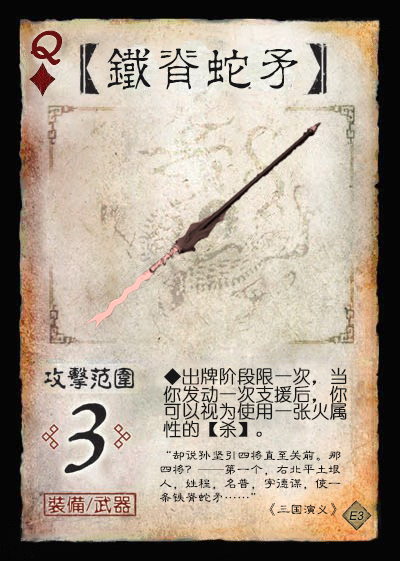 Q
【鐵脊蛇矛】
攻擊范圍
3
裝備/武器
◆出牌阶段限一次，当
你发动一次支援后，你
可以视为使用一张火属
性的【杀】。
“却说孙坚引四将直至关前。那
四将？——第一个，右北平土垠
人，姓程，名普，字德谋，使一
条铁脊蛇矛……”
《三国演义》
E3